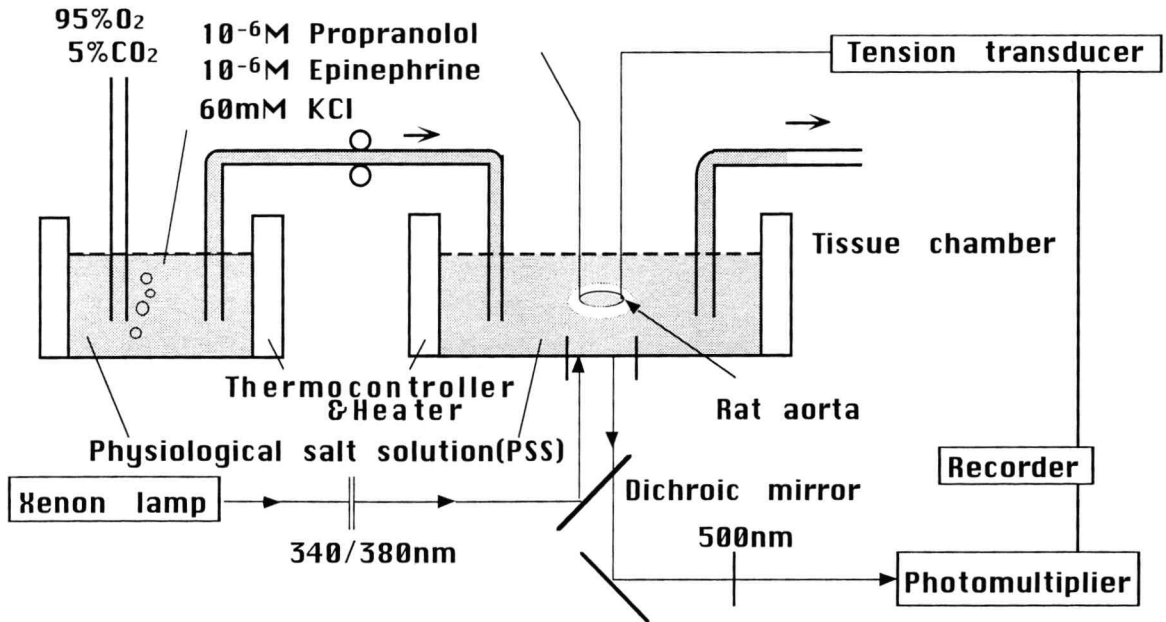 95%O₂
5%CO₂
10⁻⁶M Propranolol
10⁻⁶M Epinephrine
60mM KCl
Tension transducer
Tissue chamber
Thermocontroller
&Heater
Rat aorta
Physiological salt solution(PSS)
Recorder
Xenon lamp
Dichroic mirror
340/380nm
500nm
Photomultiplier